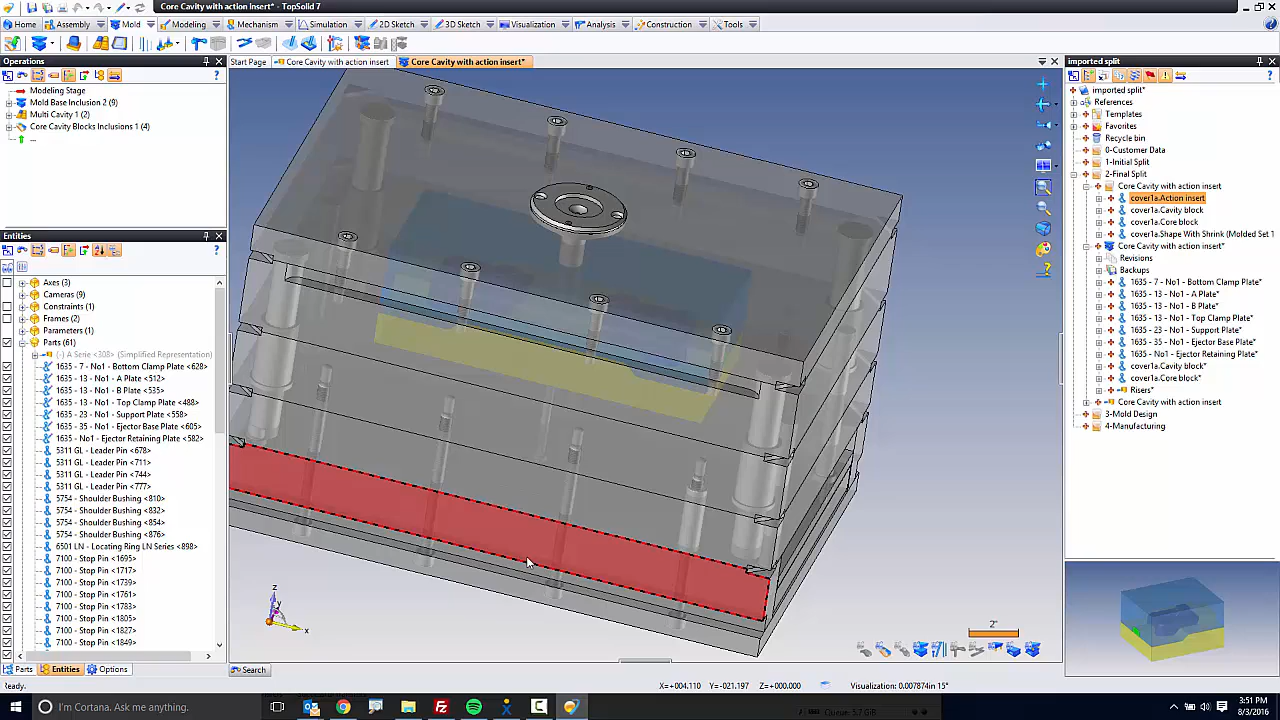 Core Cavity with action Insert* - TopSolid 7
Home Assembly Mold Modeling Mechanism Simulation 2D Sketch 3D Sketch Visualization Analysis Construction Tools
Operations
Modeling Stage
Mold Base Inclusion 2 (9)
Multi Cavity 1 (2)
Core Cavity Blocks Inclusions 1 (4)
...
Entities
Axes (3)
Cameras (9)
Constraints (1)
Frames (2)
Parameters (1)
Parts (61)
(-) A Serie <308> (Simplified Representation)
1635 - 7 - No1 - Bottom Clamp Plate <628>
1635 - 13 - No1 - A Plate <512>
1635 - 13 - No1 - B Plate <535>
1635 - 13 - No1 - Top Clamp Plate <488>
1635 - 23 - No1 - Support Plate <558>
1635 - 35 - No1 - Ejector Base Plate <605>
1635 - No1 - Ejector Retaining Plate <582>
5311 GL - Leader Pin <678>
5311 GL - Leader Pin <711>
5311 GL - Leader Pin <744>
5311 GL - Leader Pin <777>
5754 - Shoulder Bushing <810>
5754 - Shoulder Bushing <832>
5754 - Shoulder Bushing <854>
5754 - Shoulder Bushing <876>
6501 LN - Locating Ring LN Series <898>
7100 - Stop Pin <1695>
7100 - Stop Pin <1717>
7100 - Stop Pin <1739>
7100 - Stop Pin <1761>
7100 - Stop Pin <1783>
7100 - Stop Pin <1805>
7100 - Stop Pin <1827>
7100 - Stop Pin <1849>
Parts Entities Options
Start Page Core Cavity with action insert Core Cavity with action insert*
z
y
x
2"
Search
imported split
imported split*
References
Templates
Favorites
Recycle bin
0-Customer Data
1-Initial Split
2-Final Split
Core Cavity with action insert
cover1a.Action insert
cover1a.Cavity block
cover1a.Core block
cover1a.Shape With Shrink (Molded Set 1
Core Cavity with action insert*
Revisions
Backups
1635 - 7 - No1 - Bottom Clamp Plate*
1635 - 13 - No1 - A Plate*
1635 - 13 - No1 - B Plate*
1635 - 13 - No1 - Top Clamp Plate*
1635 - 23 - No1 - Support Plate*
1635 - 35 - No1 - Ejector Base Plate*
1635 - No1 - Ejector Retaining Plate*
cover1a.Cavity block*
cover1a.Core block*
Risers*
Core Cavity with action insert
3-Mold Design
4-Manufacturing
Ready. X=+004.110 Y=-021.197 Z=+000.000 Visualization: 0.007874in 15°
I'm Cortana. Ask me anything.
3:51 PM
8/3/2016